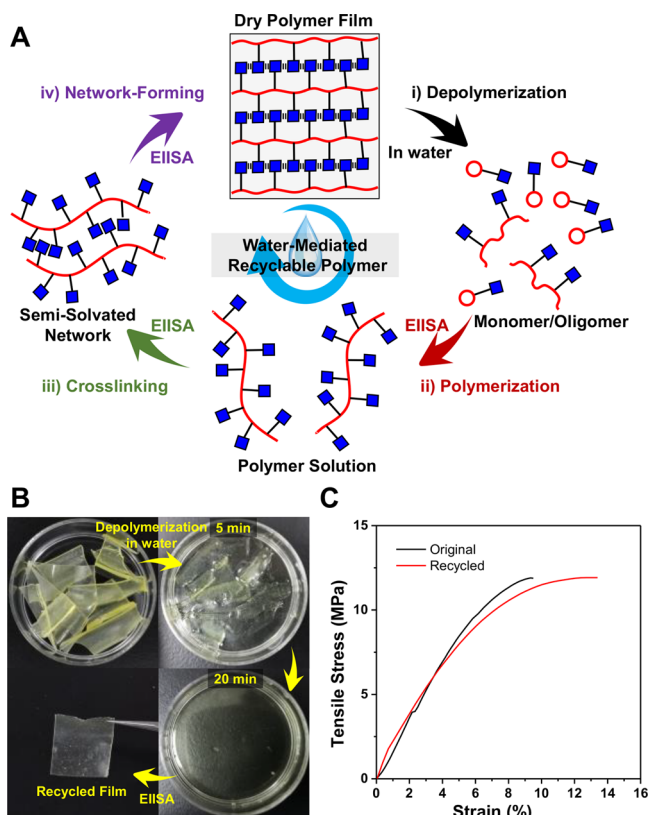 A
Dry Polymer Film
iv) Network-Forming
EIISA
i) Depolymerization
In water
Water-Mediated
Recyclable Polymer
Semi-Solvated
Network
EIISA
EIISA
Monomer/Oligomer
iii) Crosslinking
ii) Polymerization
Polymer Solution
B
Depolymerization
in water
5 min
20 min
Recycled Film
EIISA
C
Original
Recycled
Tensile Stress (MPa)
15
10
5
0
0 2 4 6 8 10 12 14 16
Strain (%)